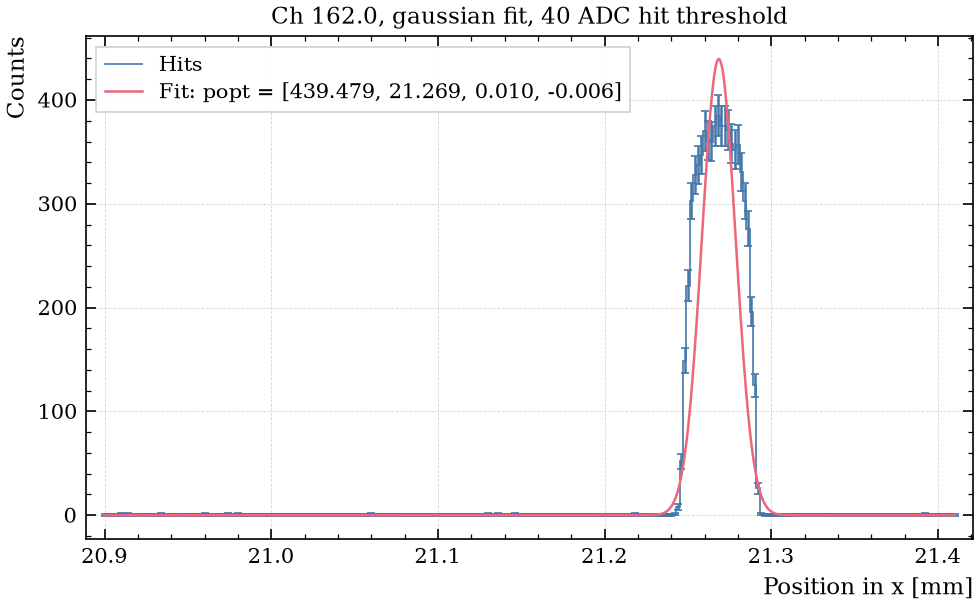 Ch 162.0, gaussian fit, 40 ADC hit threshold
Counts
Hits
Fit: popt = [439.479, 21.269, 0.010, -0.006]
400
300
200
100
0
20.9 21.0 21.1 21.2 21.3 21.4
Position in x [mm]